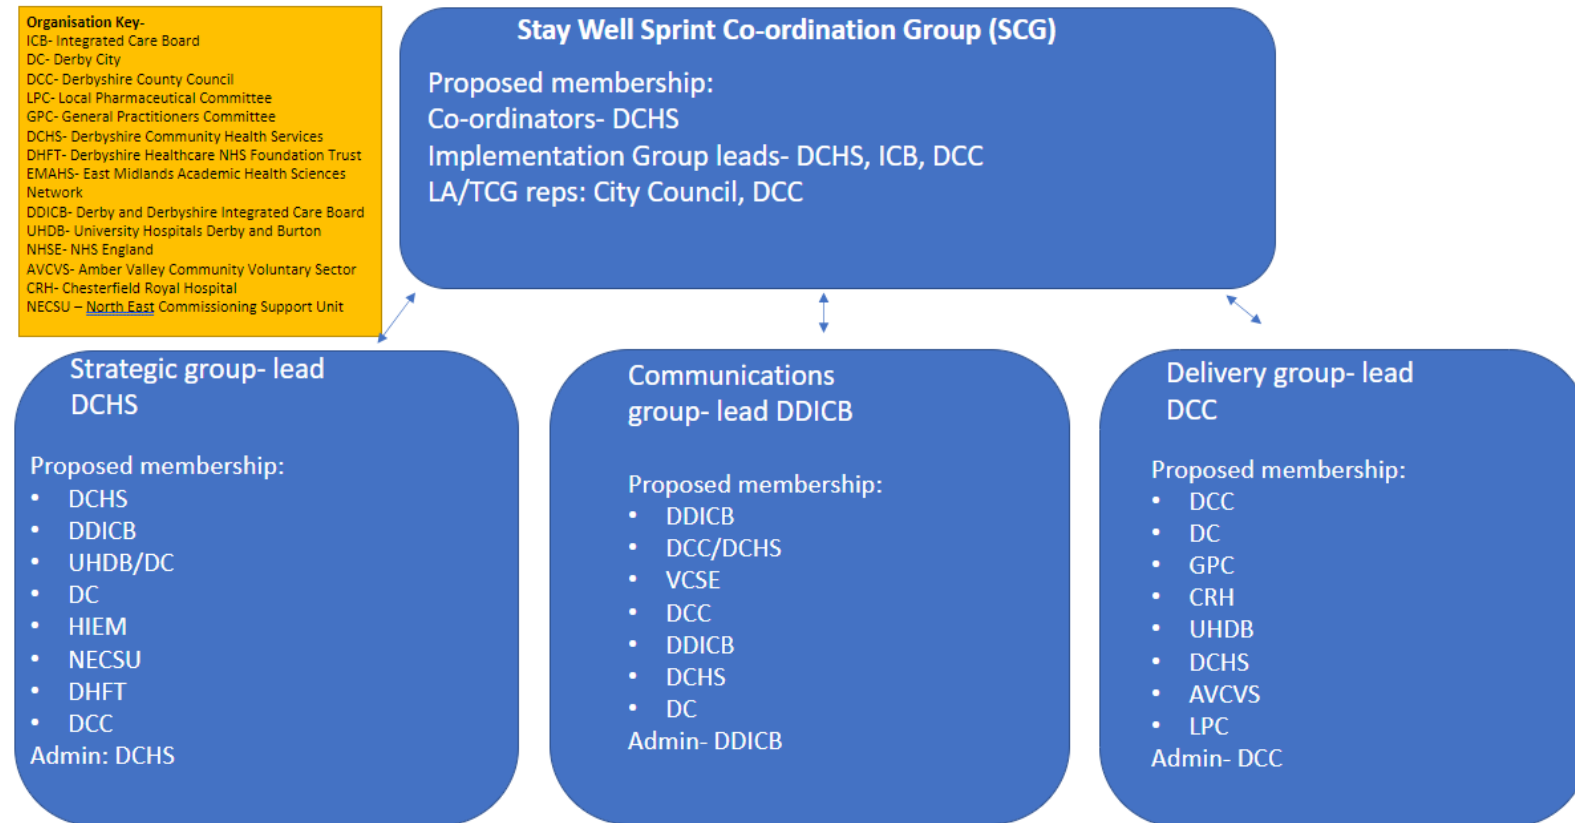 Organisation Key-
ICB- Integrated Care Board
DC- Derby City
DCC- Derbyshire County Council
LPC- Local Pharmaceutical Committee
GPC- General Practitioners Committee
DCHS- Derbyshire Community Health Services
DHFT- Derbyshire Healthcare NHS Foundation Trust
EMAHS- East Midlands Academic Health Sciences
Network
DDICB- Derby and Derbyshire Integrated Care Board
UHDB- University Hospitals Derby and Burton
NHSE- NHS England
AVCVS- Amber Valley Community Voluntary Sector
CRH- Chesterfield Royal Hospital
NECSU – North East Commissioning Support Unit
Stay Well Sprint Co-ordination Group (SCG)
Proposed membership:
Co-ordinators- DCHS
Implementation Group leads- DCHS, ICB, DCC
LA/TCG reps: City Council, DCC
Strategic group- lead
DCHS
Proposed membership:
• DCHS
• DDICB
• UHDB/DC
• DC
• HIEM
• NECSU
• DHFT
• DCC
Admin: DCHS
Communications
group- lead DDICB
Proposed membership:
• DDICB
• DCC/DCHS
• VCSE
• DCC
• DDICB
• DCHS
• DC
Admin- DDICB
Delivery group- lead
DCC
Proposed membership:
• DCC
• DC
• GPC
• CRH
• UHDB
• DCHS
• AVCVS
• LPC
Admin- DCC